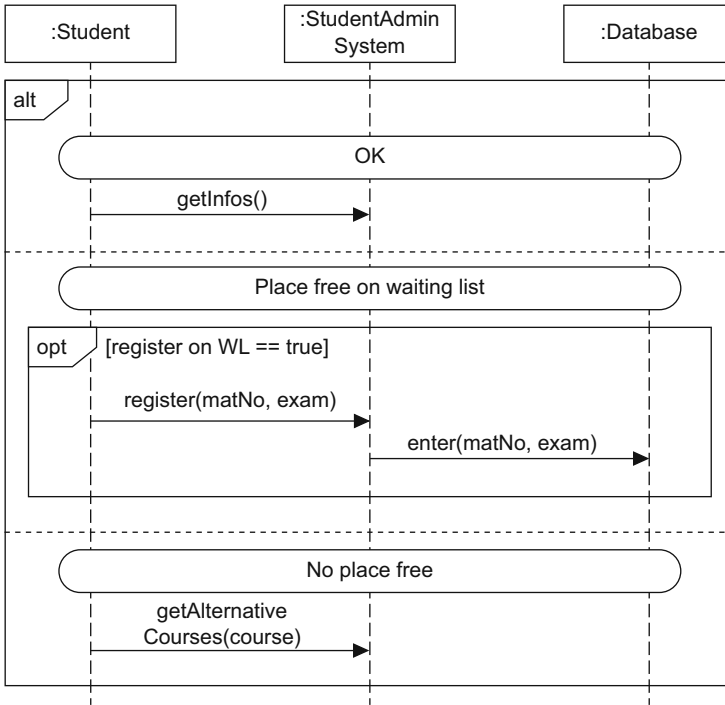 :Student
:StudentAdmin
System
:Database
alt
OK
getInfos()
Place free on waiting list
opt
[register on WL == true]
register(matNo, exam)
enter(matNo, exam)
No place free
getAlternative
Courses(course)